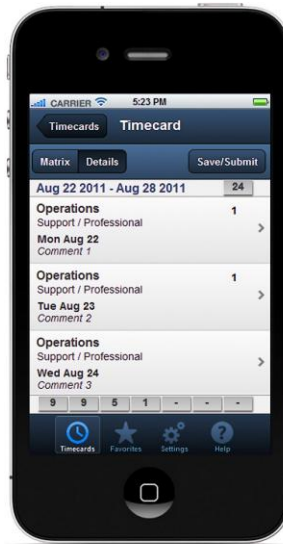 CARRIER 5:23 PM
Timecards Timecard
Matrix Details Save/Submit
Aug 22 2011 - Aug 28 2011 24
Operations 1
Support / Professional
Mon Aug 22
Comment 1
Operations 1
Support / Professional
Tue Aug 23
Comment 2
Operations
Support / Professional
Wed Aug 24
Comment 3
9 9 5 1 - - -
Timecards Favorites Settings Help